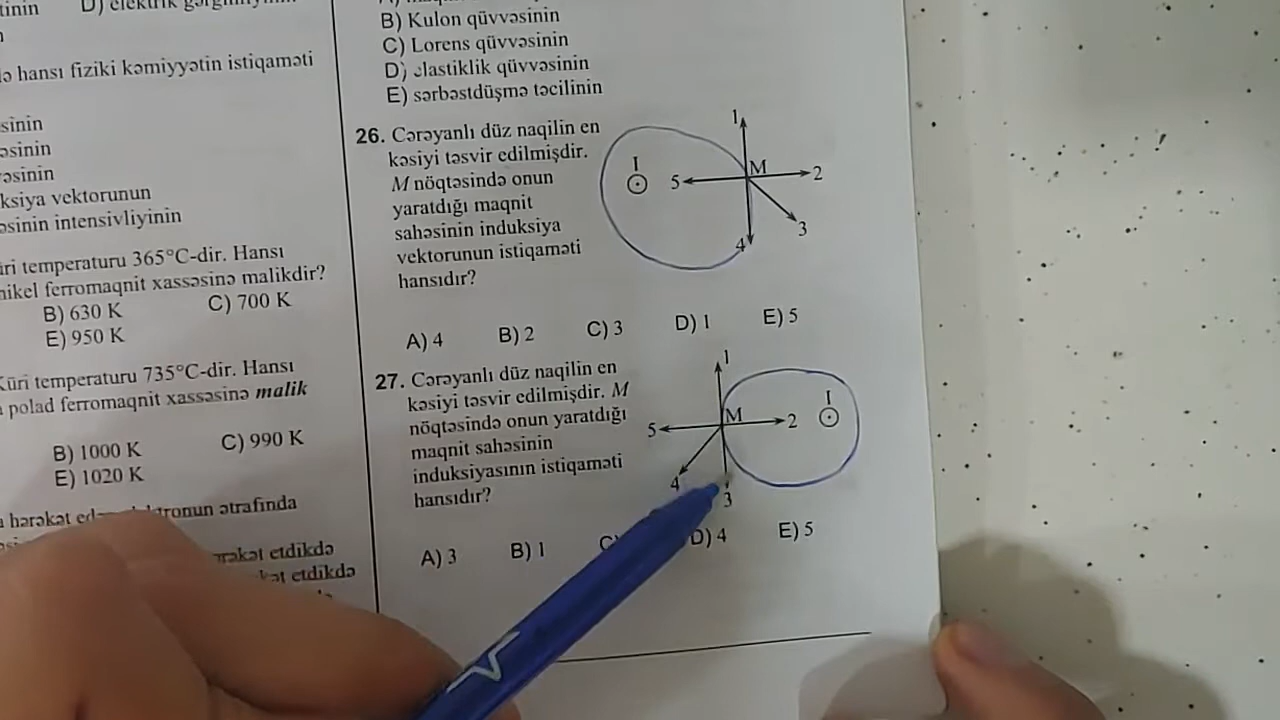 tinin
ə hansı fiziki kəmiyyətin istiqaməti
sinin
əsinin
vəsinin
ksiya vektorunun
əsinin intensivliyinin
üri temperaturu 365°C-dir. Hansı
nikel ferromaqnit xassəsinə malikdir?
B) 630 K C) 700 K
E) 950 K
Küri temperaturu 735°C-dir. Hansı
polad ferromaqnit xassəsinə malik
B) 1000 K C) 990 K
E) 1020 K
hərəkət
ətrafında
etdikdə
etdikdə
B) Kulon qüvvəsinin
C) Lorens qüvvəsinin
D) elastiklik qüvvəsinin
E) sərbəstdüşmə təcilinin
26. Cərəyanlı düz naqilin en
kəsiyi təsvir edilmişdir.
M nöqtəsində onun
yaratdığı maqnit
sahəsinin induksiya
vektorunun istiqaməti
hansıdır?
1
M
2
I
5
3
4
A) 4 B) 2 C) 3 D) 1 E) 5
27. Cərəyanlı düz naqilin en
kəsiyi təsvir edilmişdir. M
nöqtəsində onun yaratdığı
maqnit sahəsinin
induksiyasının istiqaməti
hansıdır?
1
M
2
I
5
4
3
A) 3 B) 1 C) D) 4 E) 5